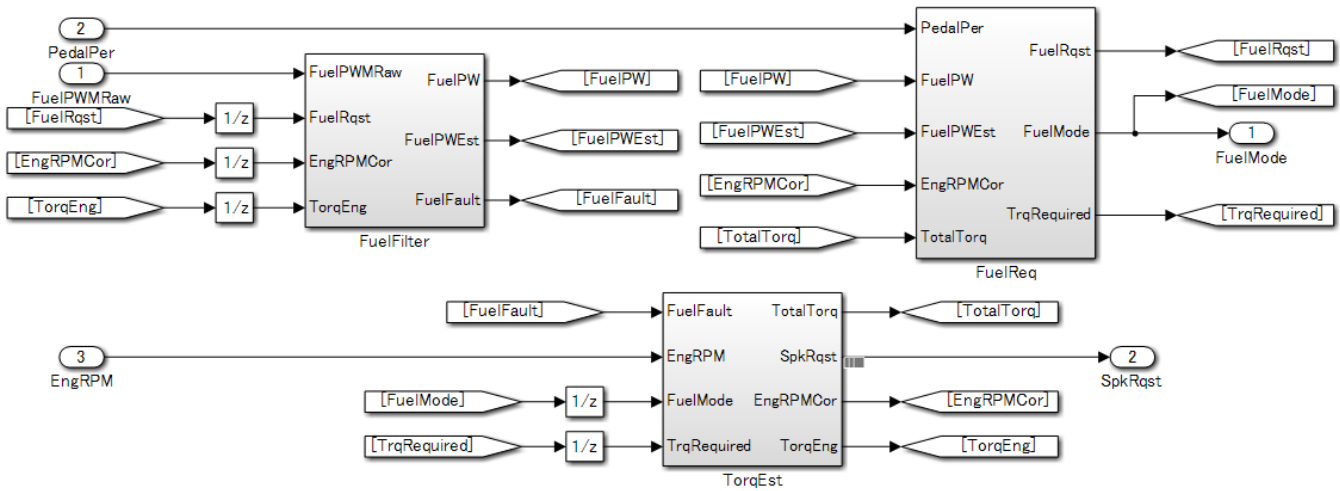 2
PedalPer
1
FuelPWMRaw
[FuelRqst]
1/z
[EngRPMCor]
1/z
[TorqEng]
1/z
FuelPWMRaw
FuelRqst
EngRPMCor
TorqEng
FuelPW
FuelPWEst
FuelFault
FuelFilter
[FuelPW]
[FuelPWEst]
[FuelFault]
[FuelPW]
[FuelPWEst]
[EngRPMCor]
[TotalTorq]
PedalPer
FuelPW
FuelPWEst
EngRPMCor
TotalTorq
FuelRqst
FuelMode
TrqRequired
FuelReq
[FuelRqst]
[FuelMode]
1
FuelMode
[TrqRequired]
[FuelFault]
3
EngRPM
[FuelMode]
1/z
[TrqRequired]
1/z
FuelFault
EngRPM
FuelMode
TrqRequired
TotalTorq
SpkRqst
EngRPMCor
TorqEng
TorqEst
[TotalTorq]
2
SpkRqst
[EngRPMCor]
[TorqEng]